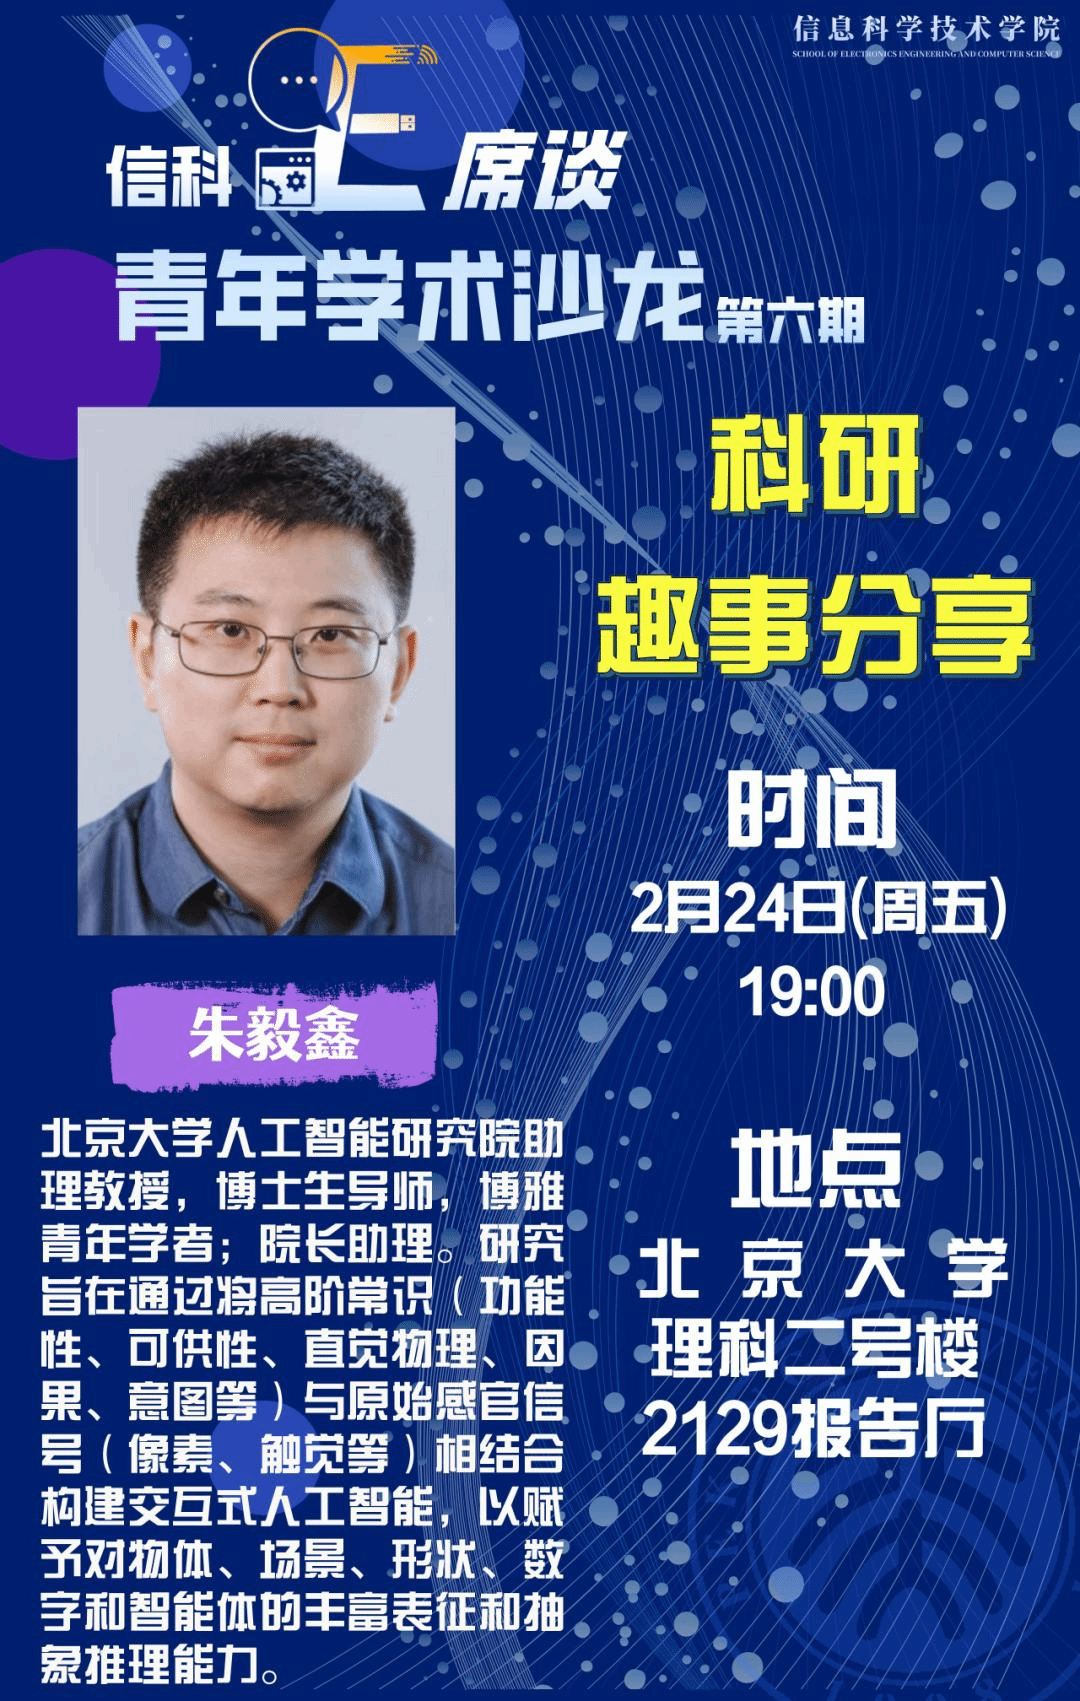 信息科学技术学院
SCHOOL OF ELECTRONICS ENGINEERING AND COMPUTER SCIENCE
信科 E 席谈
青年学术沙龙 第六期
科研
趣事分享
时间
2月24日(周五)
19:00
地点
北京大学
理科二号楼
2129报告厅
朱毅鑫
北京大学人工智能研究院助
理教授，博士生导师，博雅
青年学者；院长助理。研究
旨在通过将高阶常识（功能
性、可供性、直觉物理、因
果、意图等）与原始感官信
号（像素、触觉等）相结合
构建交互式人工智能，以赋
予对物体、场景、形状、数
字和智能体的丰富表征和抽
象推理能力。